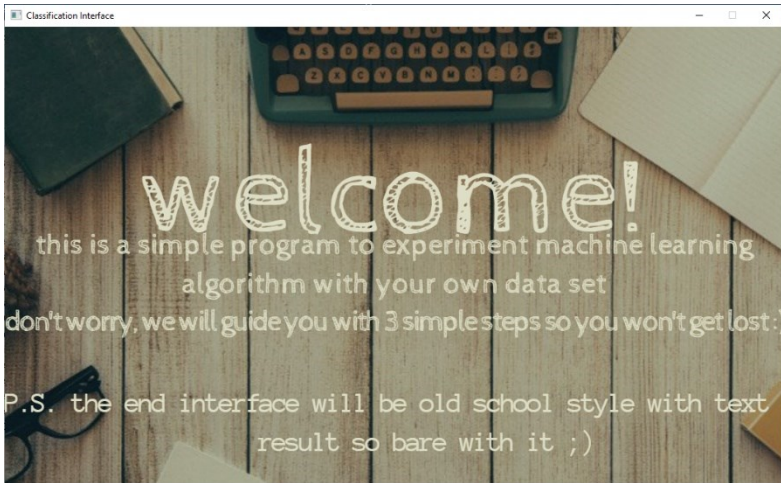 Classification Interface
A S D F G H J K L
Z X C V B N M
welcome!
this is a simple program to experiment machine learning
algorithm with your own data set
don't worry, we will guide you with 3 simple steps so you won't get lost :
P.S. the end interface will be old school style with text
result so bare with it ;)